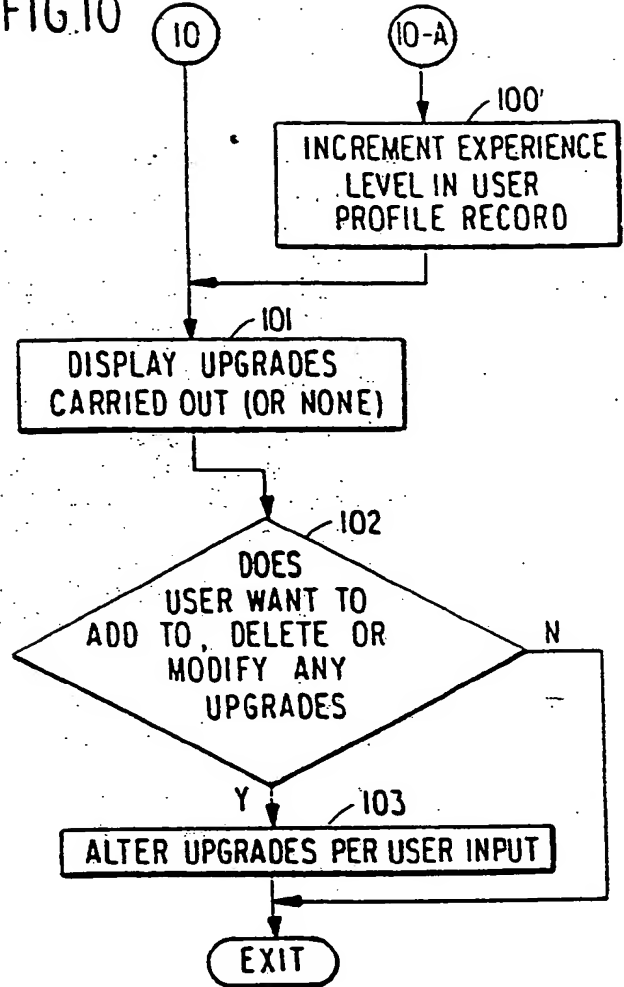 FIG.10
10
10-A
100'
INCREMENT EXPERIENCE
LEVEL IN USER
PROFILE RECORD
101
DISPLAY UPGRADES
CARRIED OUT (OR NONE)
102
DOES
USER WANT TO
ADD TO, DELETE OR
MODIFY ANY
UPGRADES
N
Y
103
ALTER UPGRADES PER USER INPUT
EXIT